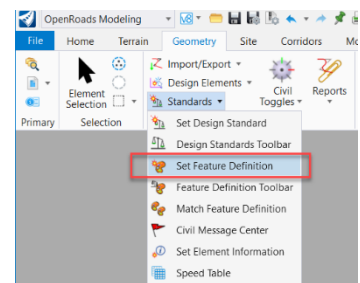 OpenRoads Modeling
File Home Terrain Geometry Site Corridors
Import/Export
Design Elements
Standards
Element Selection
Civil Toggles
Reports
Primary Selection
Set Design Standard
Design Standards Toolbar
Set Feature Definition
Feature Definition Toolbar
Match Feature Definition
Civil Message Center
Set Element Information
Speed Table